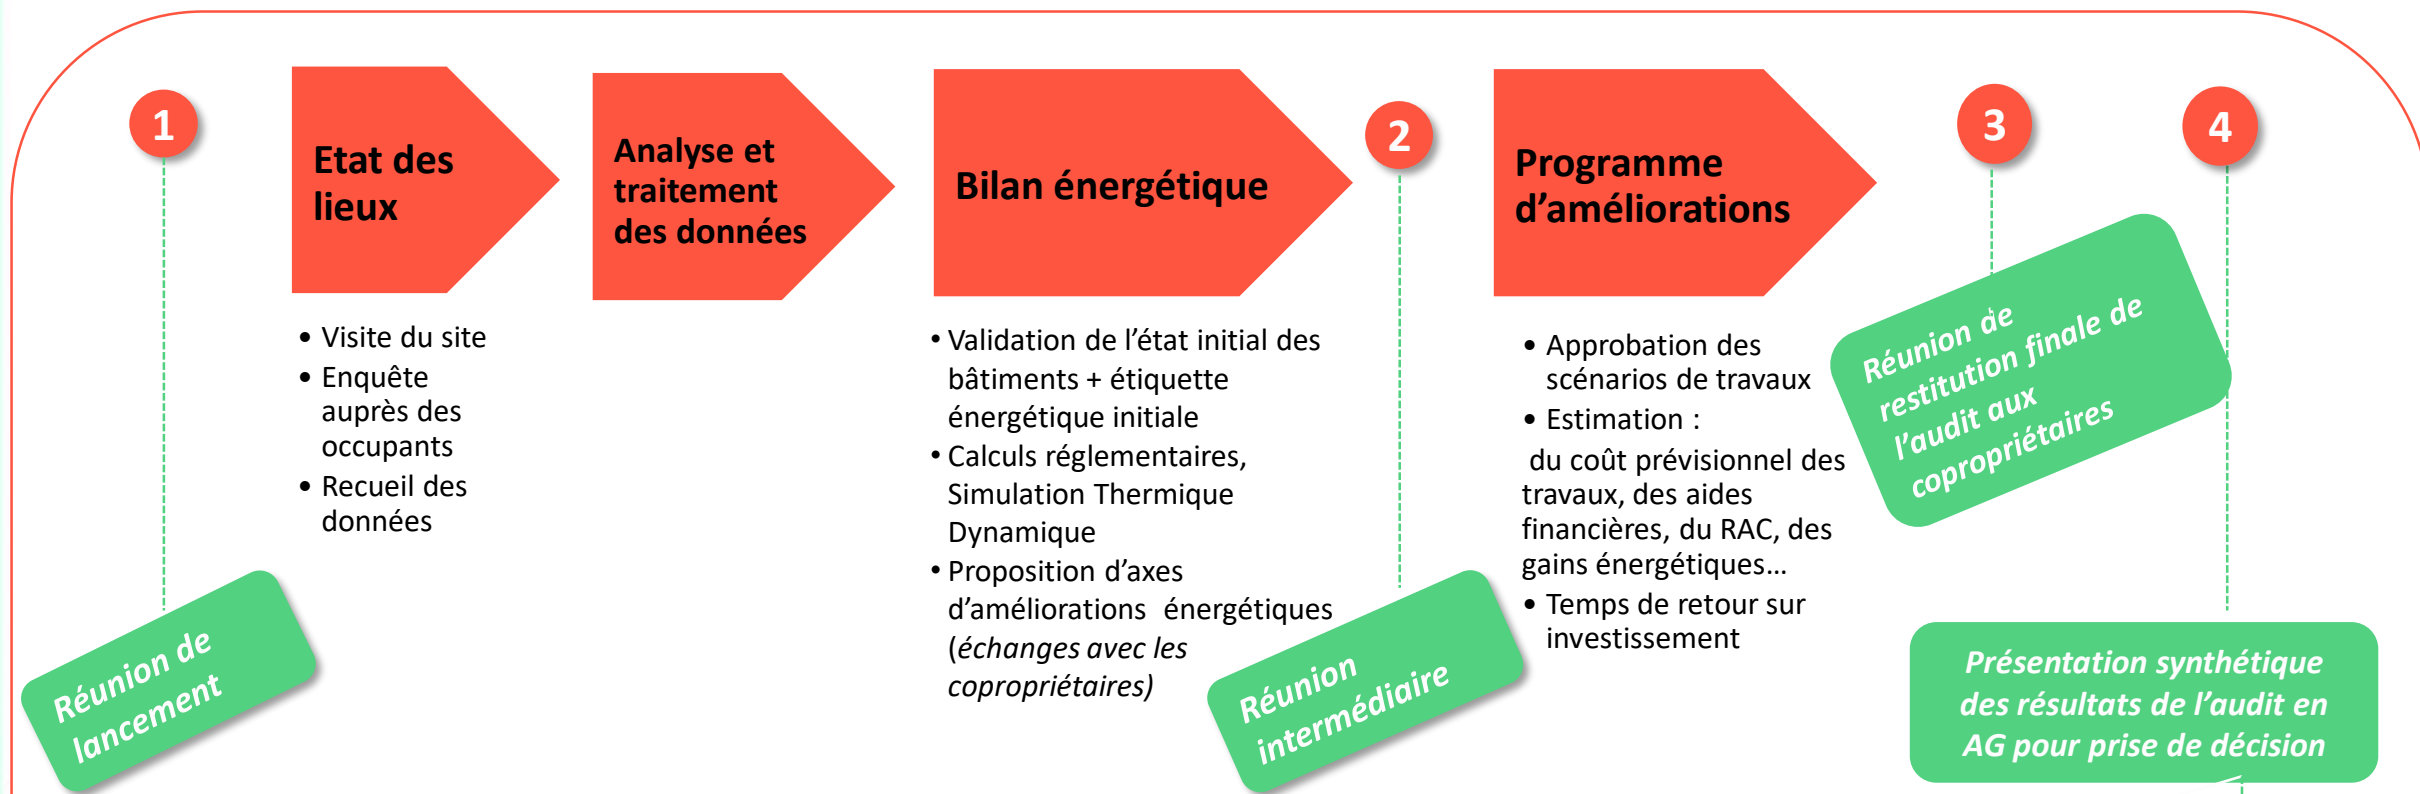 1
Etat des
lieux
• Visite du site
• Enquête
auprès des
occupants
• Recueil des
données
Réunion de
lancement
Analyse et
traitement
des données
Bilan énergétique
• Validation de l’état initial des
bâtiments + étiquette
énergétique initiale
• Calculs réglementaires,
Simulation Thermique
Dynamique
• Proposition d’axes
d’améliorations énergétiques
(échanges avec les
copropriétaires)
2
Réunion
intermédiaire
Programme
d’améliorations
• Approbation des
scénarios de travaux
• Estimation :
du coût prévisionnel des
travaux, des aides
financières, du RAC, des
gains énergétiques...
• Temps de retour sur
investissement
3
Réunion de
restitution finale de
l’audit aux
copropriétaires
4
Présentation synthétique
des résultats de l’audit en
AG pour prise de décision